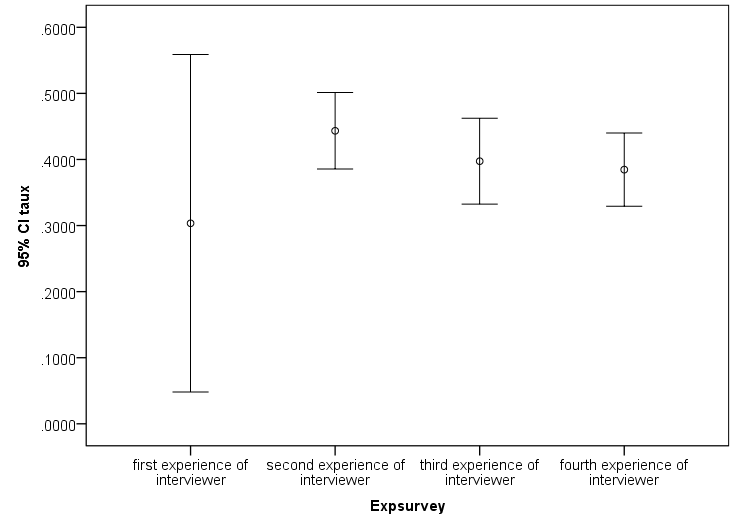 .6000
.5000
.4000
.3000
.2000
.1000
.0000
95% CI taux
first experience of
interviewer
second experience of
interviewer
third experience of
interviewer
fourth experience of
interviewer
Expsurvey